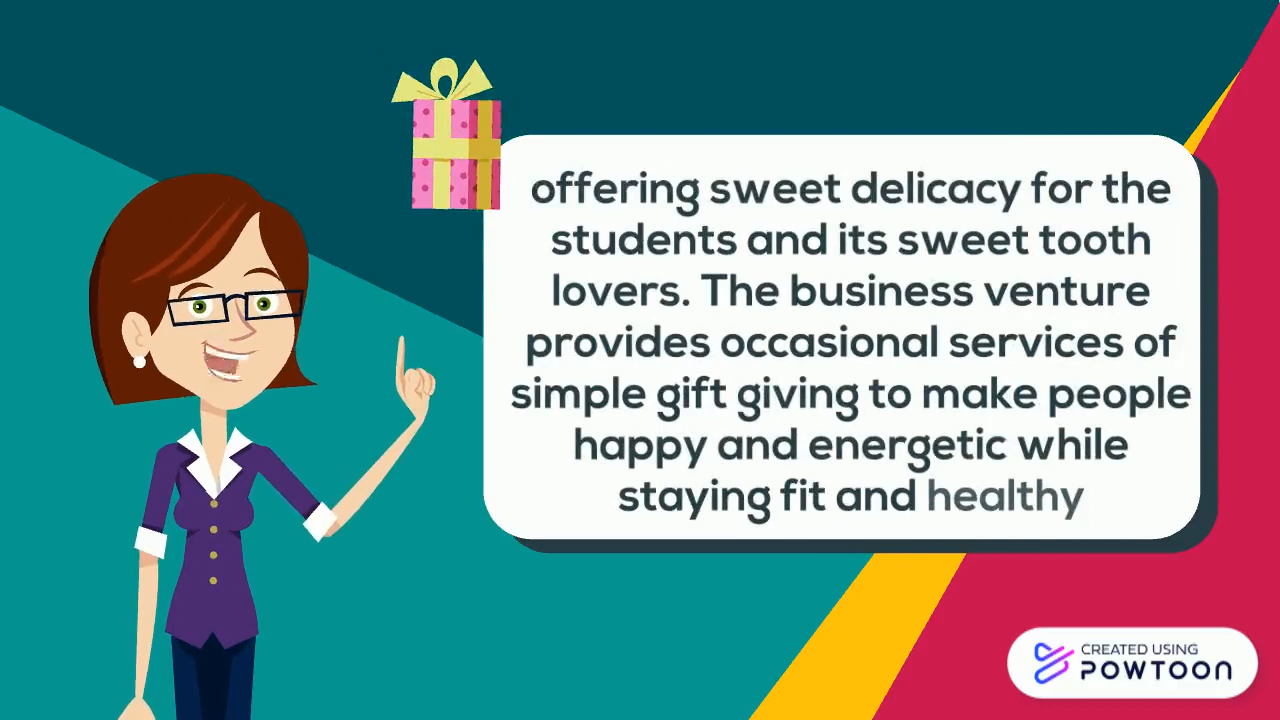 offering sweet delicacy for the
students and its sweet tooth
lovers. The business venture
provides occasional services of
simple gift giving to make people
happy and energetic while
staying fit and healthy
CREATED USING
POWTOON